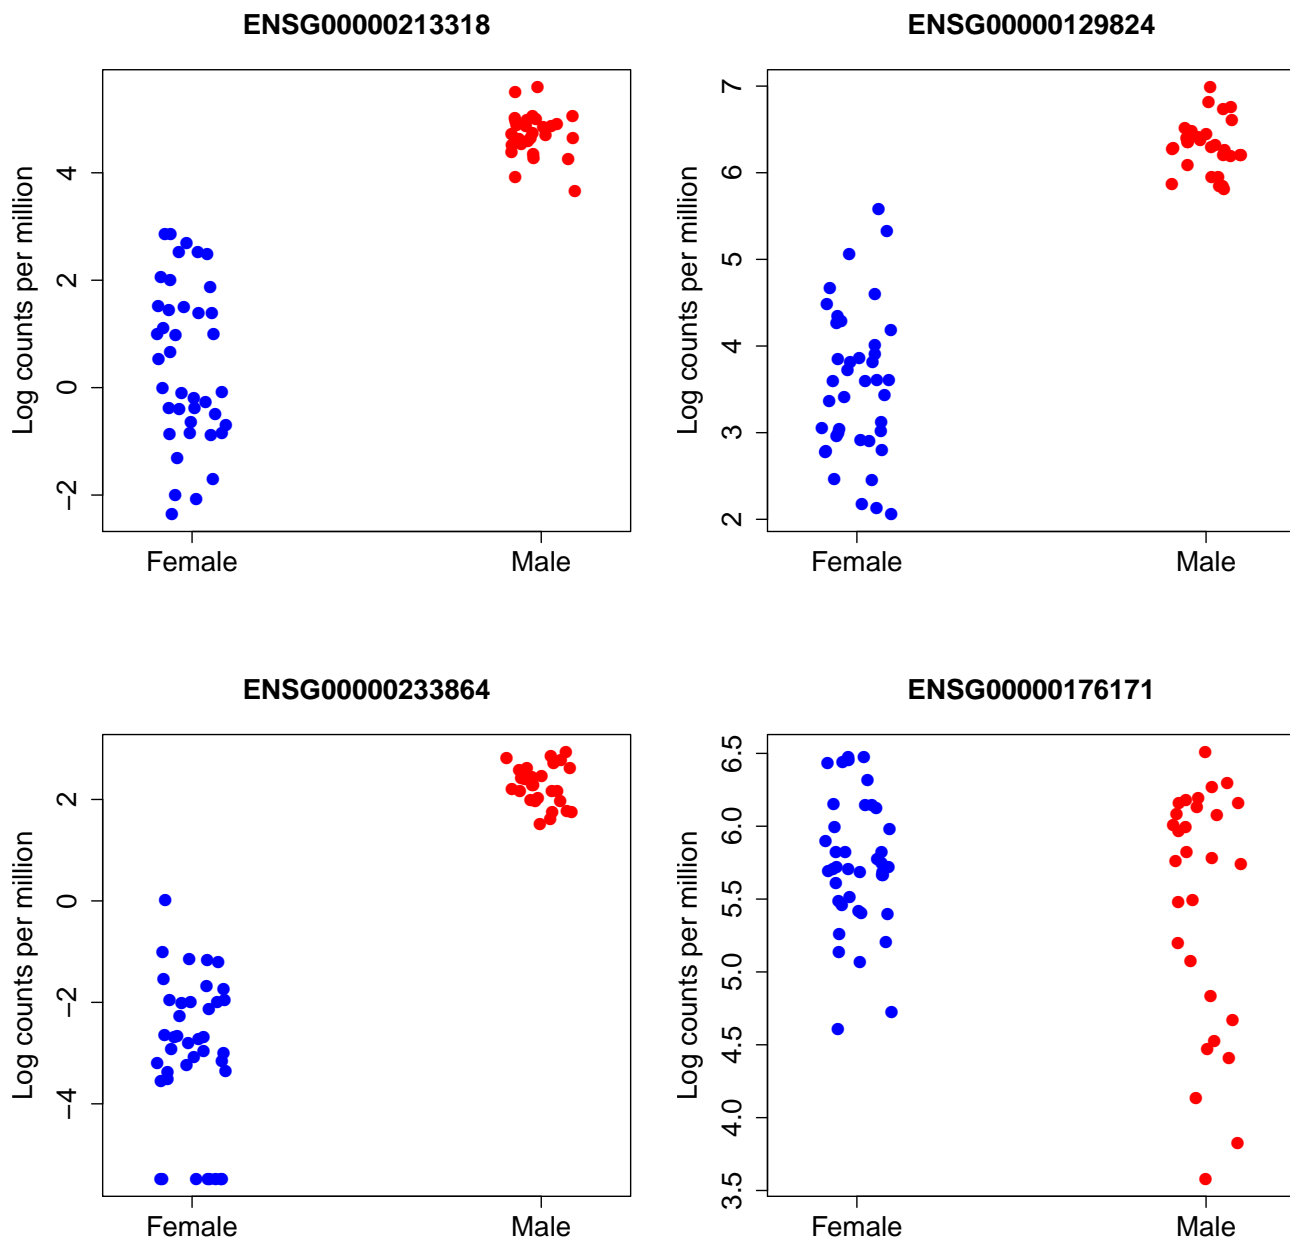 ENSG00000213318
Log counts per million
4
2
0
−2
Female Male
ENSG00000129824
Log counts per million
7
6
5
4
3
2
Female Male
ENSG00000233864
Log counts per million
2
0
−2
−4
Female Male
ENSG00000176171
Log counts per million
6.5
6.0
5.5
5.0
4.5
4.0
3.5
Female Male